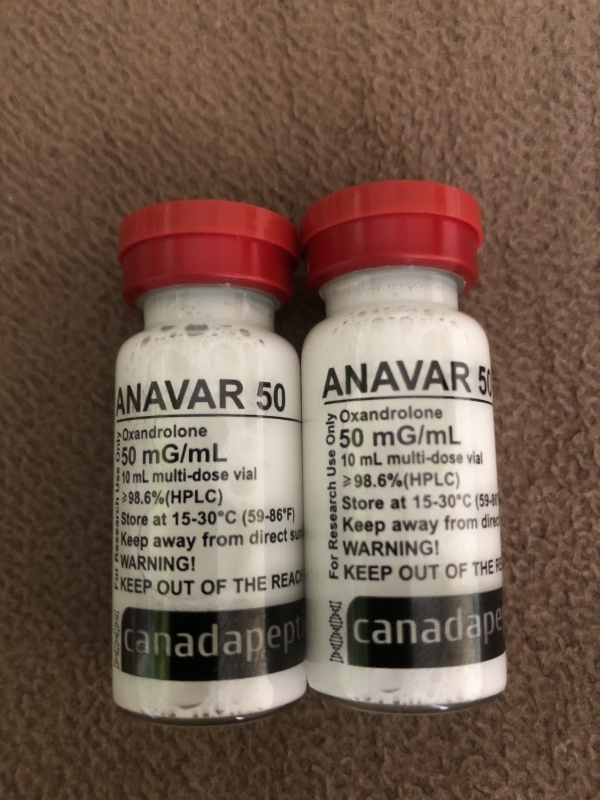 ANAVAR 50
Oxandrolone
50 mG/mL
10 mL multi-dose vial
≥98.6%(HPLC)
Store at 15-30°C (59-86°F)
Keep away from direct
WARNING!
KEEP OUT OF THE
For Research Use Only
canadapept
ANAVAR 50
Oxandrolone
50 mG/mL
10 mL multi-dose vial
≥98.6%(HPLC)
Store at 15-30°C (59-86
Keep away from direc
WARNING!
KEEP OUT OF THE RE
For Research Use Only
canadape